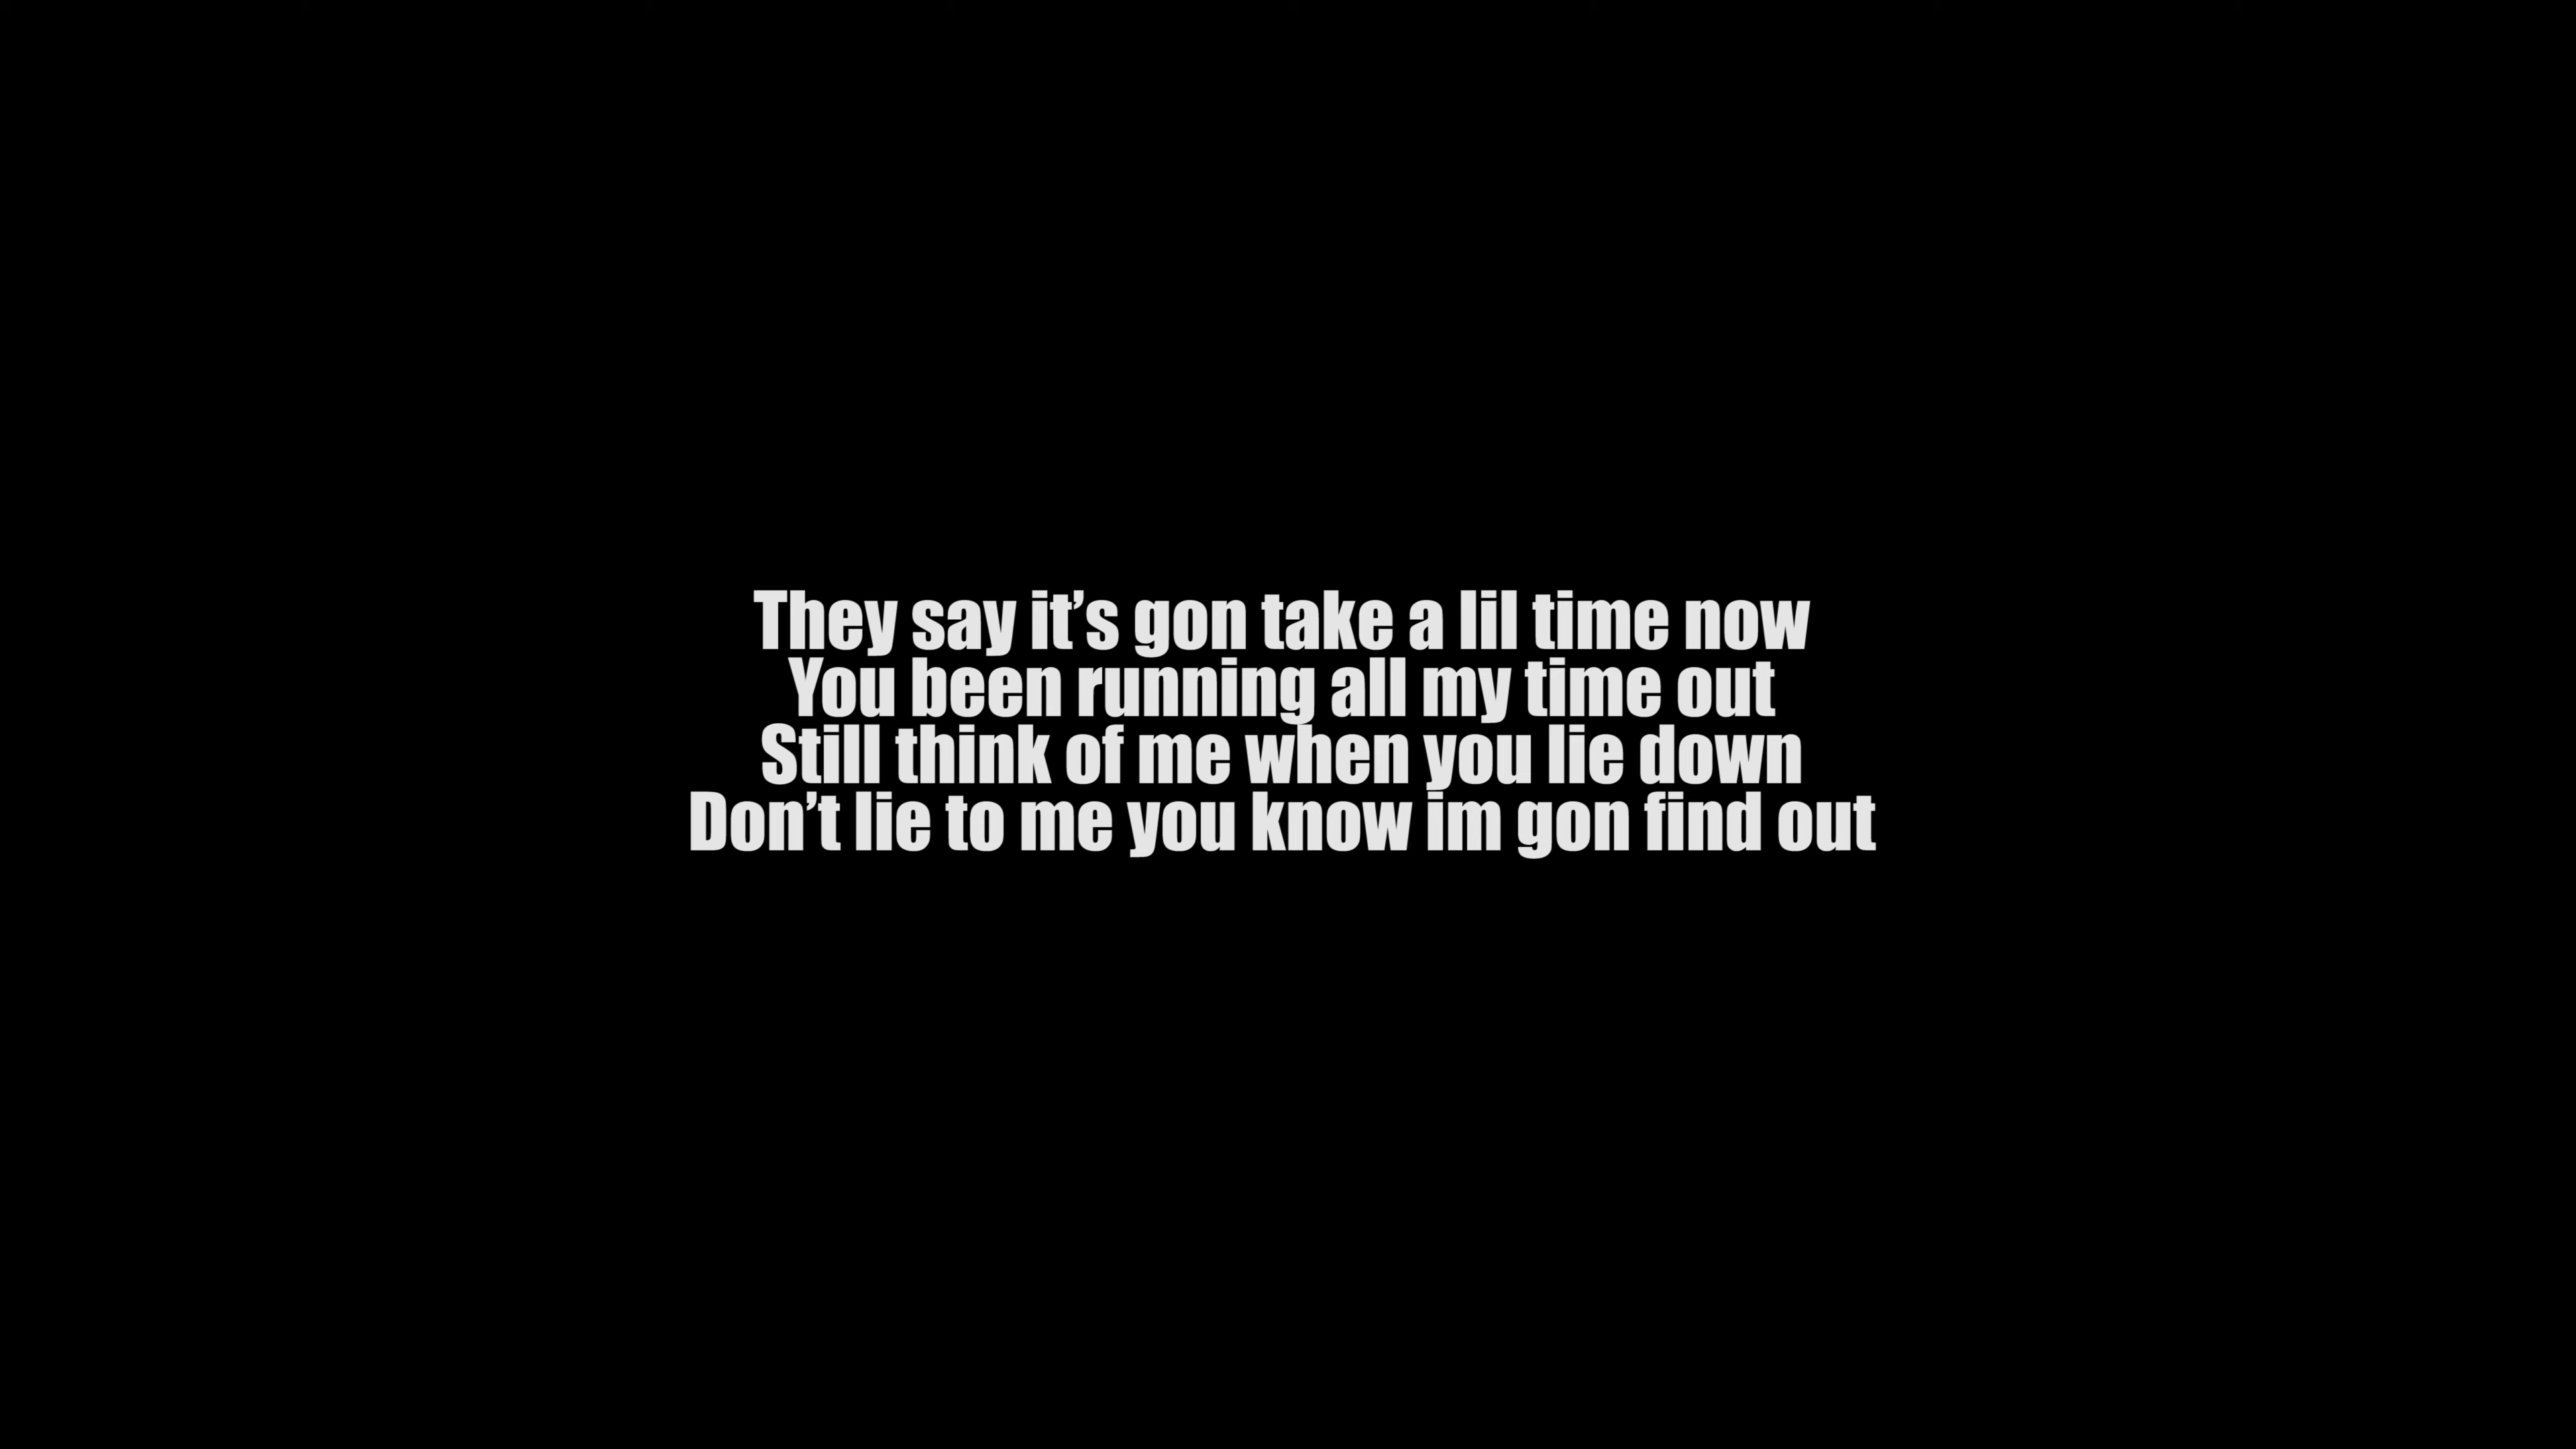 They say it’s gon take a lil time now
You been running all my time out
Still think of me when you lie down
Don’t lie to me you know im gon find out